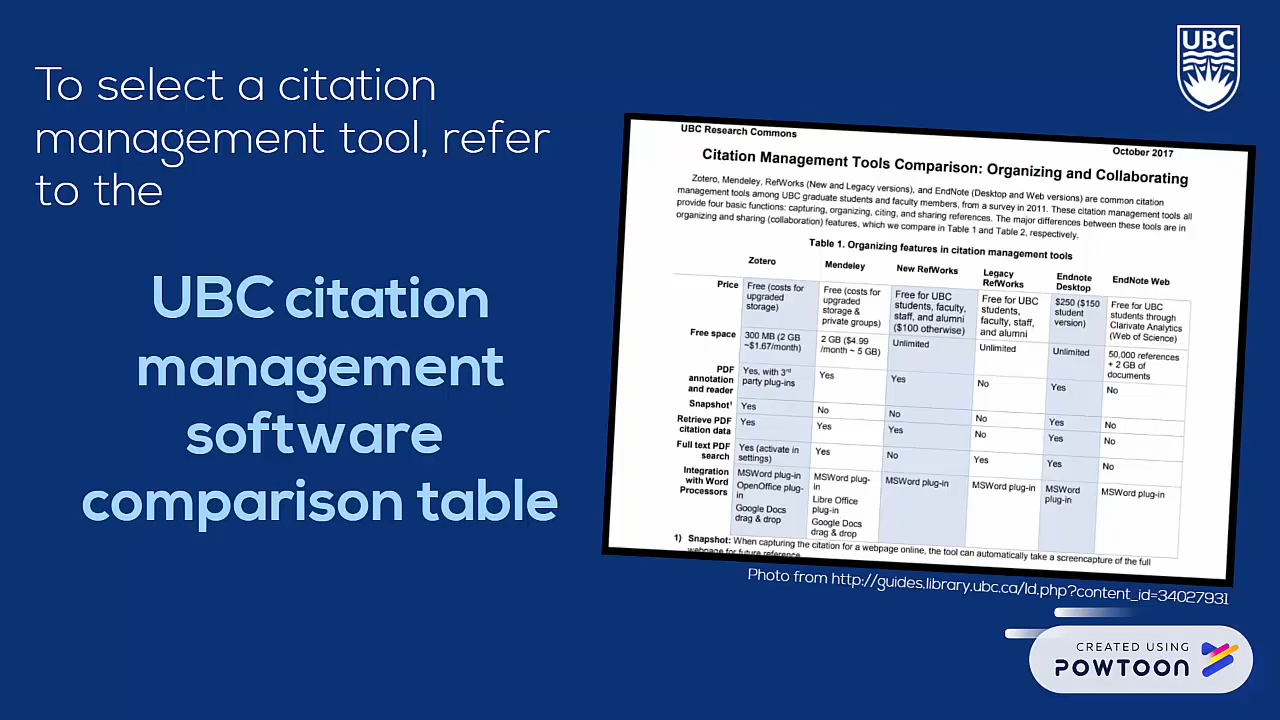 To select a citation
management tool, refer
to the
UBC citation
management
software
comparison table
UBC
UBC Research Commons
October 2017
Citation Management Tools Comparison: Organizing and Collaborating
Zotero, Mendeley, RefWorks (New and Legacy versions), and EndNote (Desktop and Web versions) are common citation
management tools among UBC graduate students and faculty members, from a survey in 2011. These citation management tools all
provide four basic functions: capturing, organizing, citing, and sharing references. The major differences between these tools are in
organizing and sharing (collaboration) features, which we compare in Table 1 and Table 2, respectively.
Table 1. Organizing features in citation management tools
Zotero Mendeley New RefWorks Legacy RefWorks Endnote Desktop EndNote Web
Price Free (costs for upgraded storage) Free (costs for upgraded storage & private groups) Free for UBC students, faculty, staff, and alumni ($100 otherwise) Free for UBC students, faculty, staff, and alumni $250 ($150 student version) Free for UBC students through Clarivate Analytics (Web of Science)
Free space 300 MB (2 GB ~$1.67/month) 2 GB ($4.99 /month ~ 5 GB) Unlimited Unlimited Unlimited 50,000 references + 2 GB of documents
PDF annotation and reader Yes, with 3rd party plug-ins Yes Yes No Yes No
Snapshot¹ Yes No No No Yes No
Retrieve PDF citation data Yes Yes Yes No Yes No
Full text PDF search Yes (activate in settings) Yes No Yes Yes No
Integration with Word Processors MSWord plug-in OpenOffice plug-in Google Docs drag & drop MSWord plug-in Libre Office plug-in Google Docs drag & drop MSWord plug-in MSWord plug-in MSWord plug-in MSWord plug-in
1) Snapshot: When capturing the citation for a webpage online, the tool can automatically take a screencapture of the full
webpage for future reference.
Photo from http://guides.library.ubc.ca/ld.php?content_id=34027931
CREATED USING
POWTOON